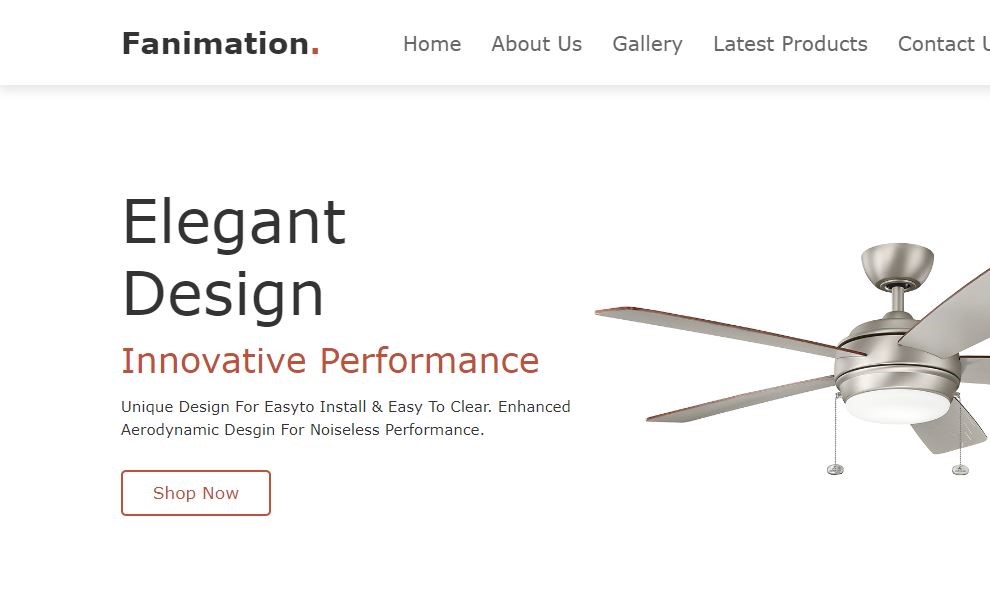 Fanimation.
Home About Us Gallery Latest Products Contact U
Elegant
Design
Innovative Performance
Unique Design For Easyto Install & Easy To Clear. Enhanced
Aerodynamic Desgin For Noiseless Performance.
Shop Now